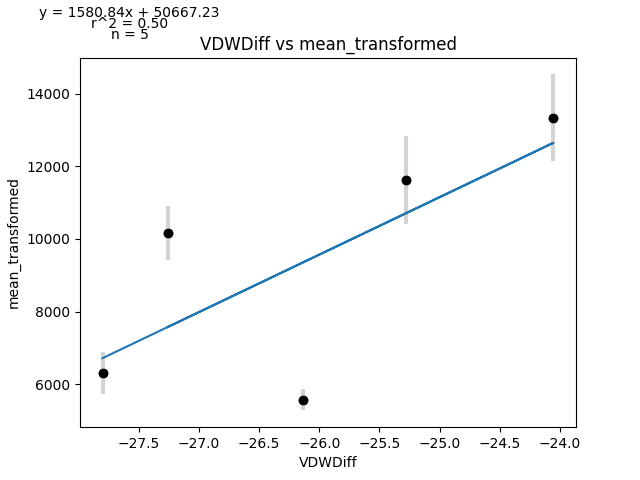 y = 1580.84x + 50667.23
r^2 = 0.50
n = 5
VDWDiff vs mean_transformed
14000
12000
10000
8000
6000
mean_transformed
−27.5 −27.0 −26.5 −26.0 −25.5 −25.0 −24.5 −24.0
VDWDiff